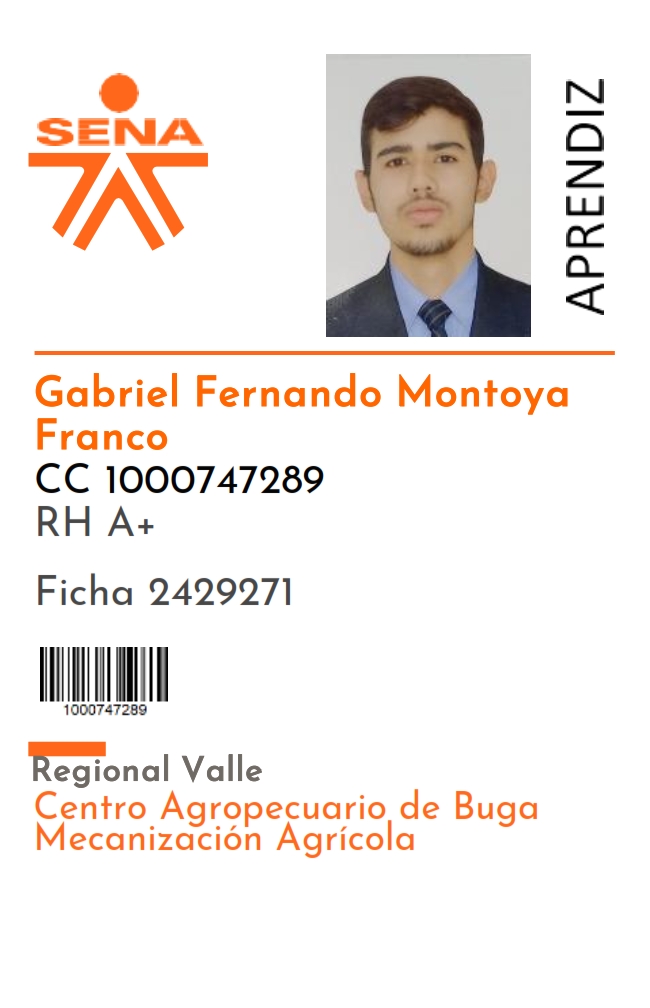 SENA
APRENDIZ
Gabriel Fernando Montoya
Franco
CC 1000747289
RH A+
Ficha 2429271
1000747289
Regional Valle
Centro Agropecuario de Buga
Mecanización Agrícola